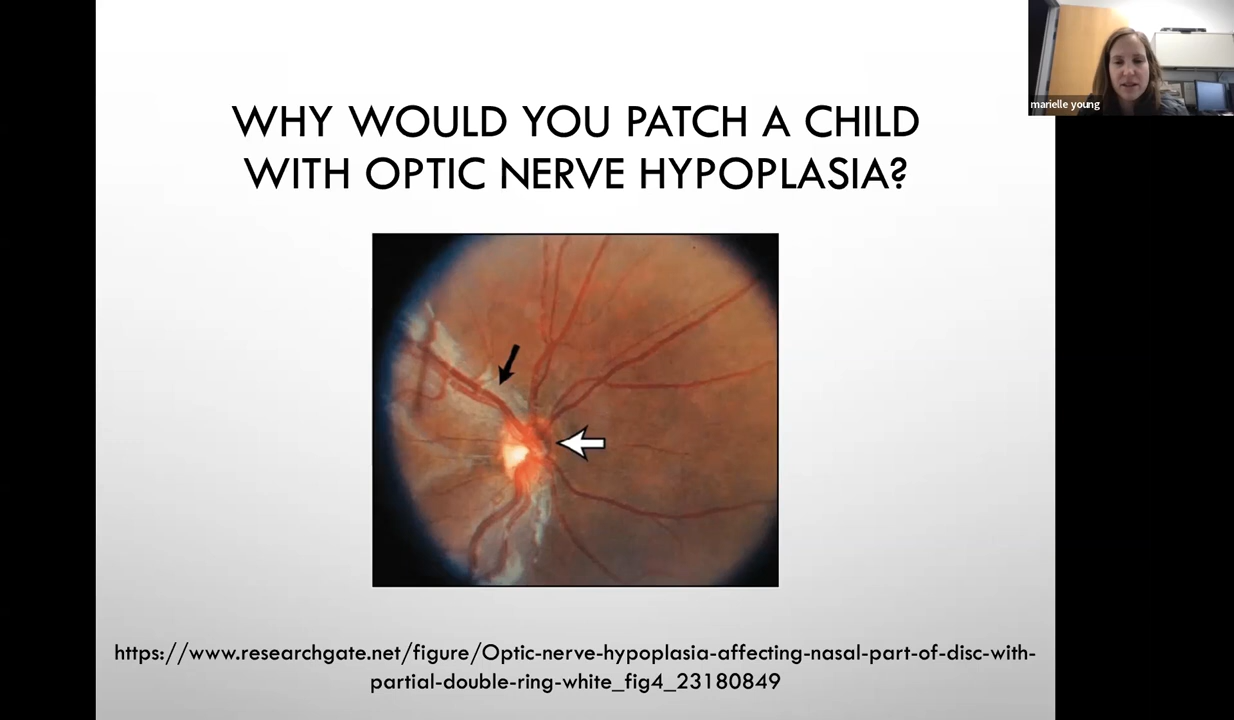 WHY WOULD YOU PATCH A CHILD
WITH OPTIC NERVE HYPOPLASIA?
marielle young
https://www.researchgate.net/figure/Optic-nerve-hypoplasia-affecting-nasal-part-of-disc-with-
partial-double-ring-white_fig4_23180849